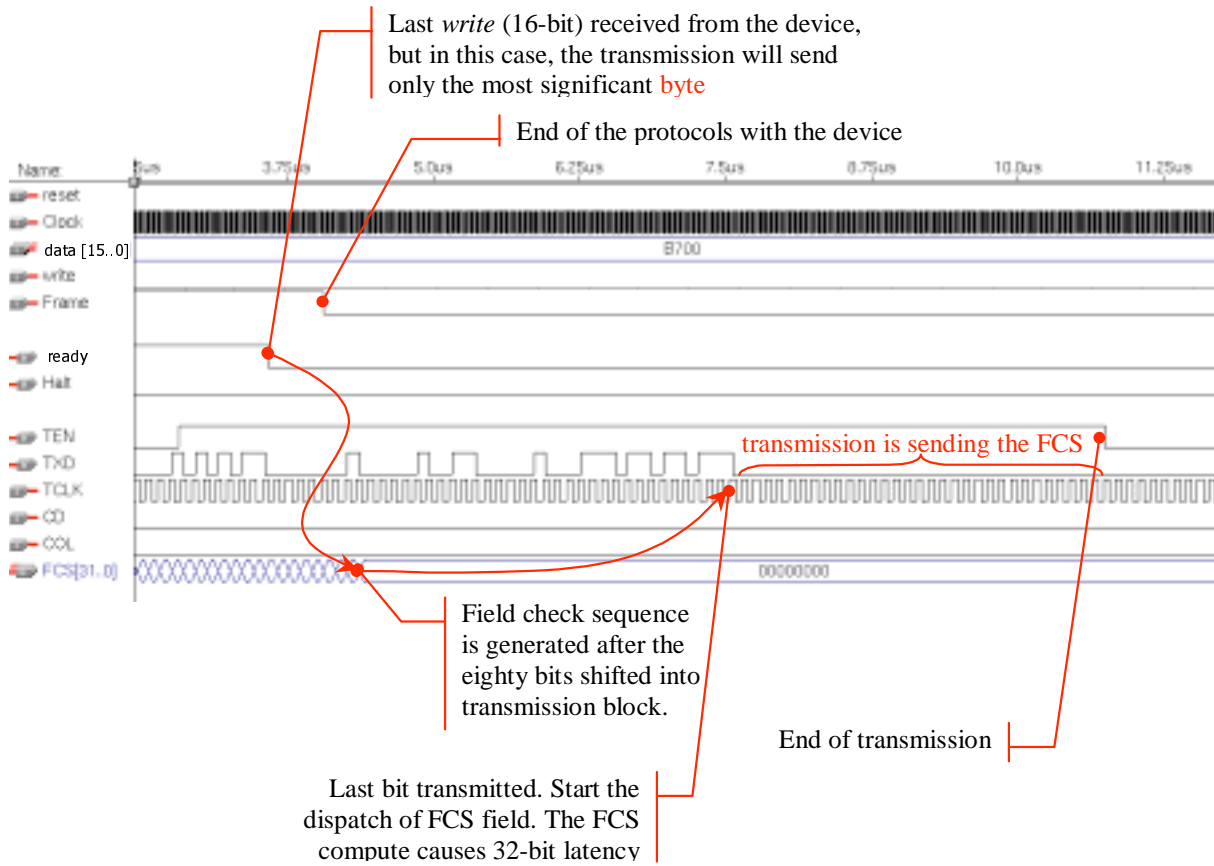 Last write (16-bit) received from the device,
but in this case, the transmission will send
only the most significant byte
End of the protocols with the device
Name:
5us 3.75us 5.0us 6.25us 7.5us 8.75us 10.0us 11.25us
reset
Clock
data [15..0] B700
write
Frame
ready
Halt
TEN
transmission is sending the FCS
TXD
TCLK
CD
COL
FCS[31..0] 00000000
Field check sequence
is generated after the
eighty bits shifted into
transmission block.
End of transmission
Last bit transmitted. Start the
dispatch of FCS field. The FCS
compute causes 32-bit latency